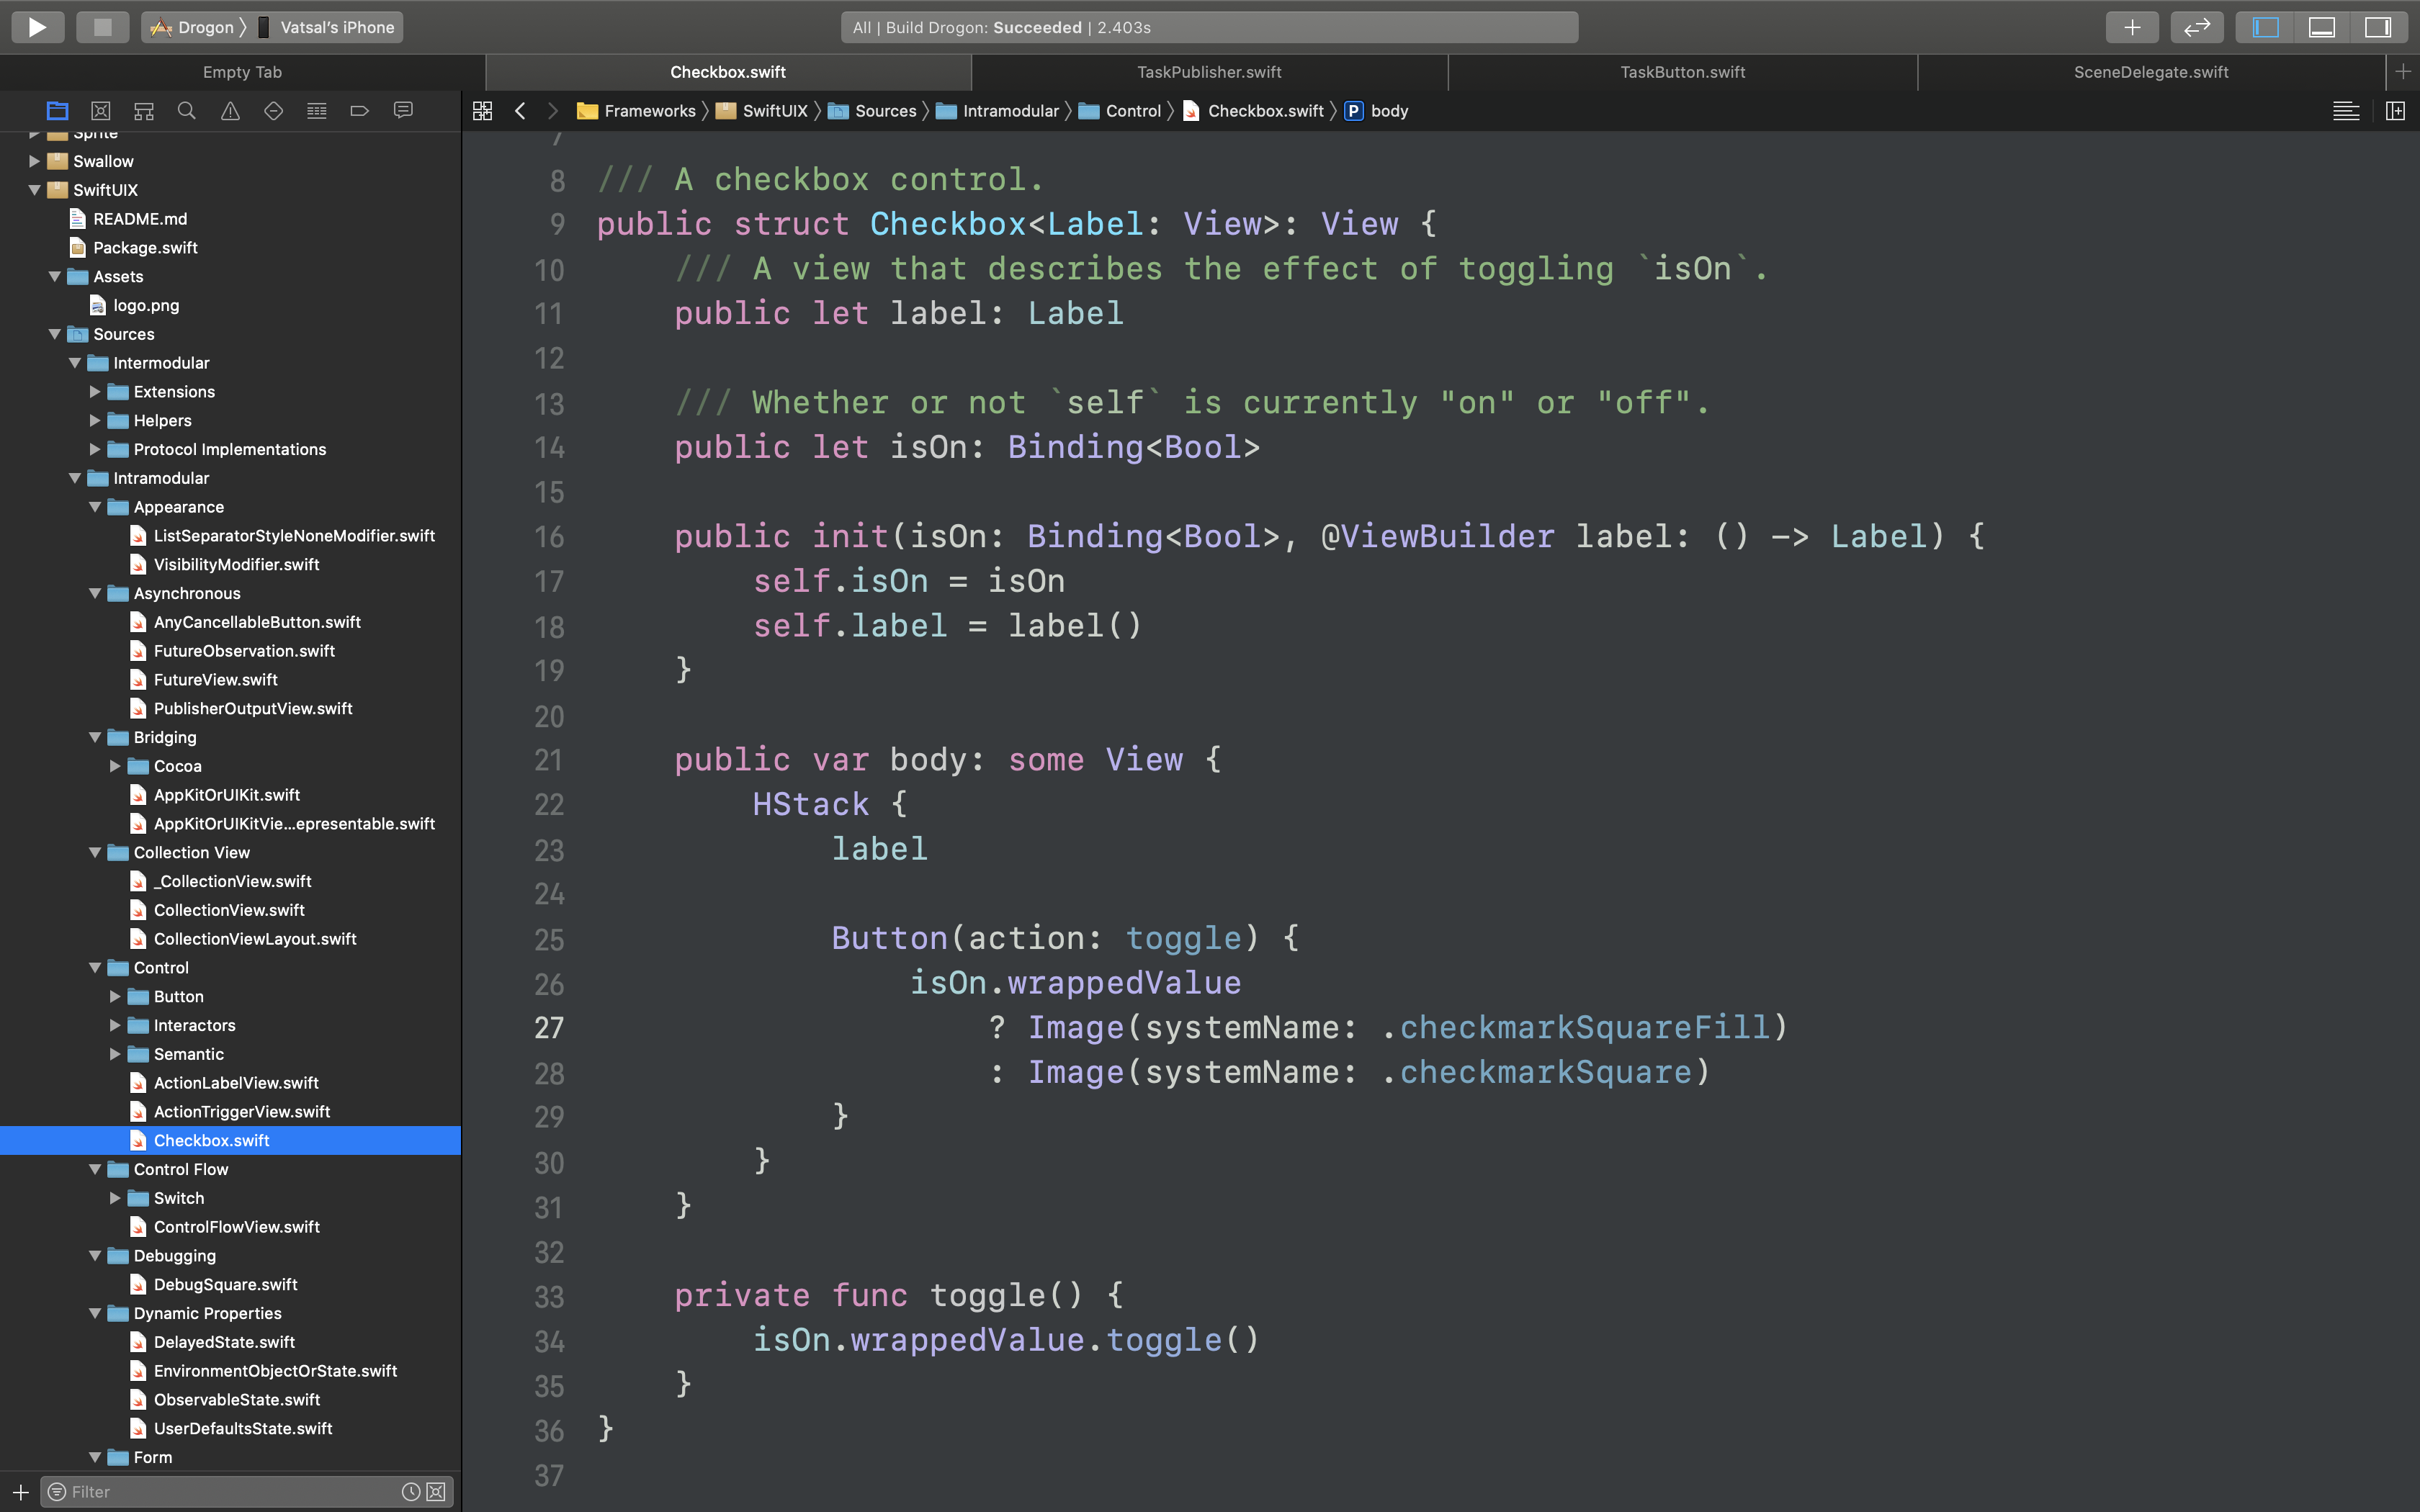 Drogon 〉 Vatsal's iPhone
All | Build Drogon: Succeeded | 2.403s
Empty Tab
Checkbox.swift
TaskPublisher.swift
TaskButton.swift
SceneDelegate.swift
Frameworks 〉 SwiftUIX 〉 Sources 〉 Intramodular 〉 Control 〉 Checkbox.swift 〉 P body
Sprite
Swallow
SwiftUIX
README.md
Package.swift
Assets
logo.png
Sources
Intermodular
Extensions
Helpers
Protocol Implementations
Intramodular
Appearance
ListSeparatorStyleNoneModifier.swift
VisibilityModifier.swift
Asynchronous
AnyCancellableButton.swift
FutureObservation.swift
FutureView.swift
PublisherOutputView.swift
Bridging
Cocoa
AppKitOrUIKit.swift
AppKitOrUIKitVie...epresentable.swift
Collection View
_CollectionView.swift
CollectionView.swift
CollectionViewLayout.swift
Control
Button
Interactors
Semantic
ActionLabelView.swift
ActionTriggerView.swift
Checkbox.swift
Control Flow
Switch
ControlFlowView.swift
Debugging
DebugSquare.swift
Dynamic Properties
DelayedState.swift
EnvironmentObjectOrState.swift
ObservableState.swift
UserDefaultsState.swift
Form
Filter
7
8 /// A checkbox control.
9 public struct Checkbox<Label: View>: View {
10     /// A view that describes the effect of toggling `isOn`.
11     public let label: Label
12
13     /// Whether or not `self` is currently "on" or "off".
14     public let isOn: Binding<Bool>
15
16     public init(isOn: Binding<Bool>, @ViewBuilder label: () -> Label) {
17         self.isOn = isOn
18         self.label = label()
19     }
20
21     public var body: some View {
22         HStack {
23             label
24
25             Button(action: toggle) {
26                 isOn.wrappedValue
27                     ? Image(systemName: .checkmarkSquareFill)
28                     : Image(systemName: .checkmarkSquare)
29             }
30         }
31     }
32
33     private func toggle() {
34         isOn.wrappedValue.toggle()
35     }
36 }
37